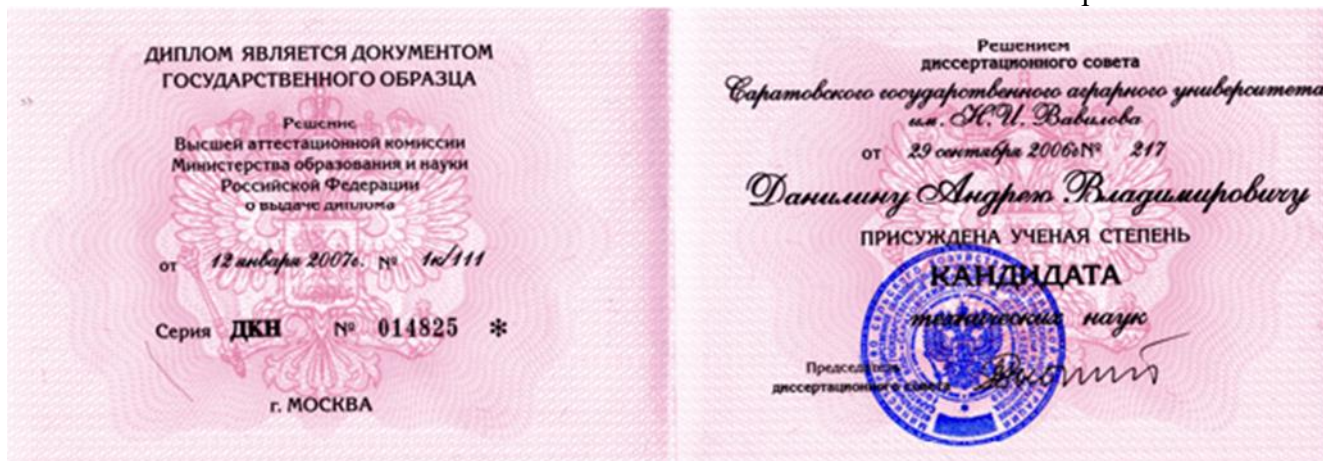 ДИПЛОМ ЯВЛЯЕТСЯ ДОКУМЕНТОМ
ГОСУДАРСТВЕННОГО ОБРАЗЦА
Решение
Высшей аттестационной комиссии
Министерства образования и науки
Российской Федерации
о выдаче диплома
от 12 января 2007г. № 1к/111
Серия ДКН № 014825 *
г. МОСКВА
Решением
диссертационного совета
Саратовского государственного аграрного университета
им. Н.И. Вавилова
от 29 сентября 2006г № 217
Данилину Андрею Владимировичу
ПРИСУЖДЕНА УЧЕНАЯ СТЕПЕНЬ
КАНДИДАТА
технических наук
Председатель
диссертационного совета